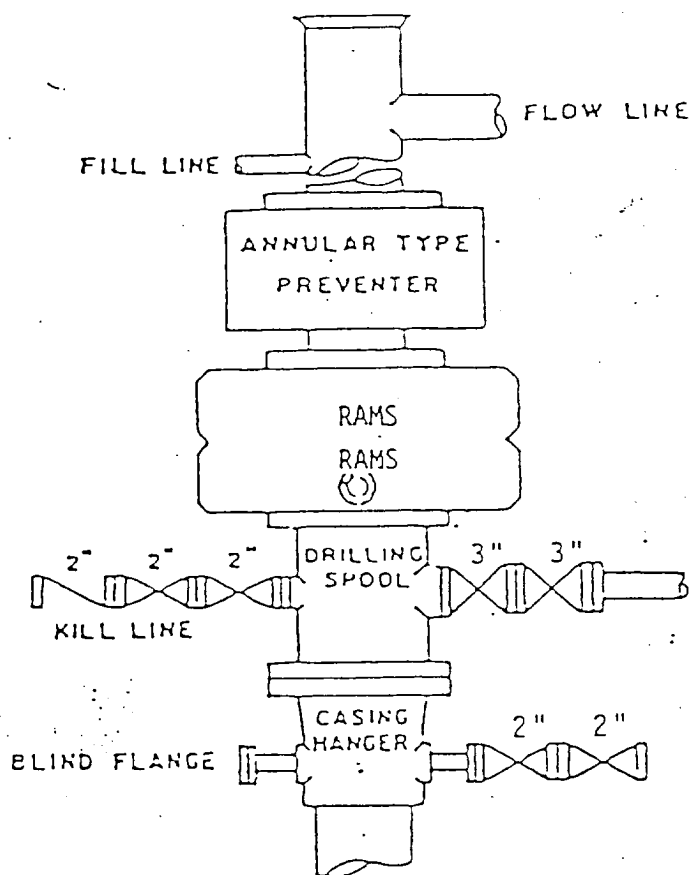 FLOW LINE
FILL LINE
ANNULAR TYPE
PREVENTER
RAMS
RAMS
2" 2" 2"
DRILLING
SPOOL
3" 3"
KILL LINE
CASING
HANGER
2" 2"
BLIND FLANGE